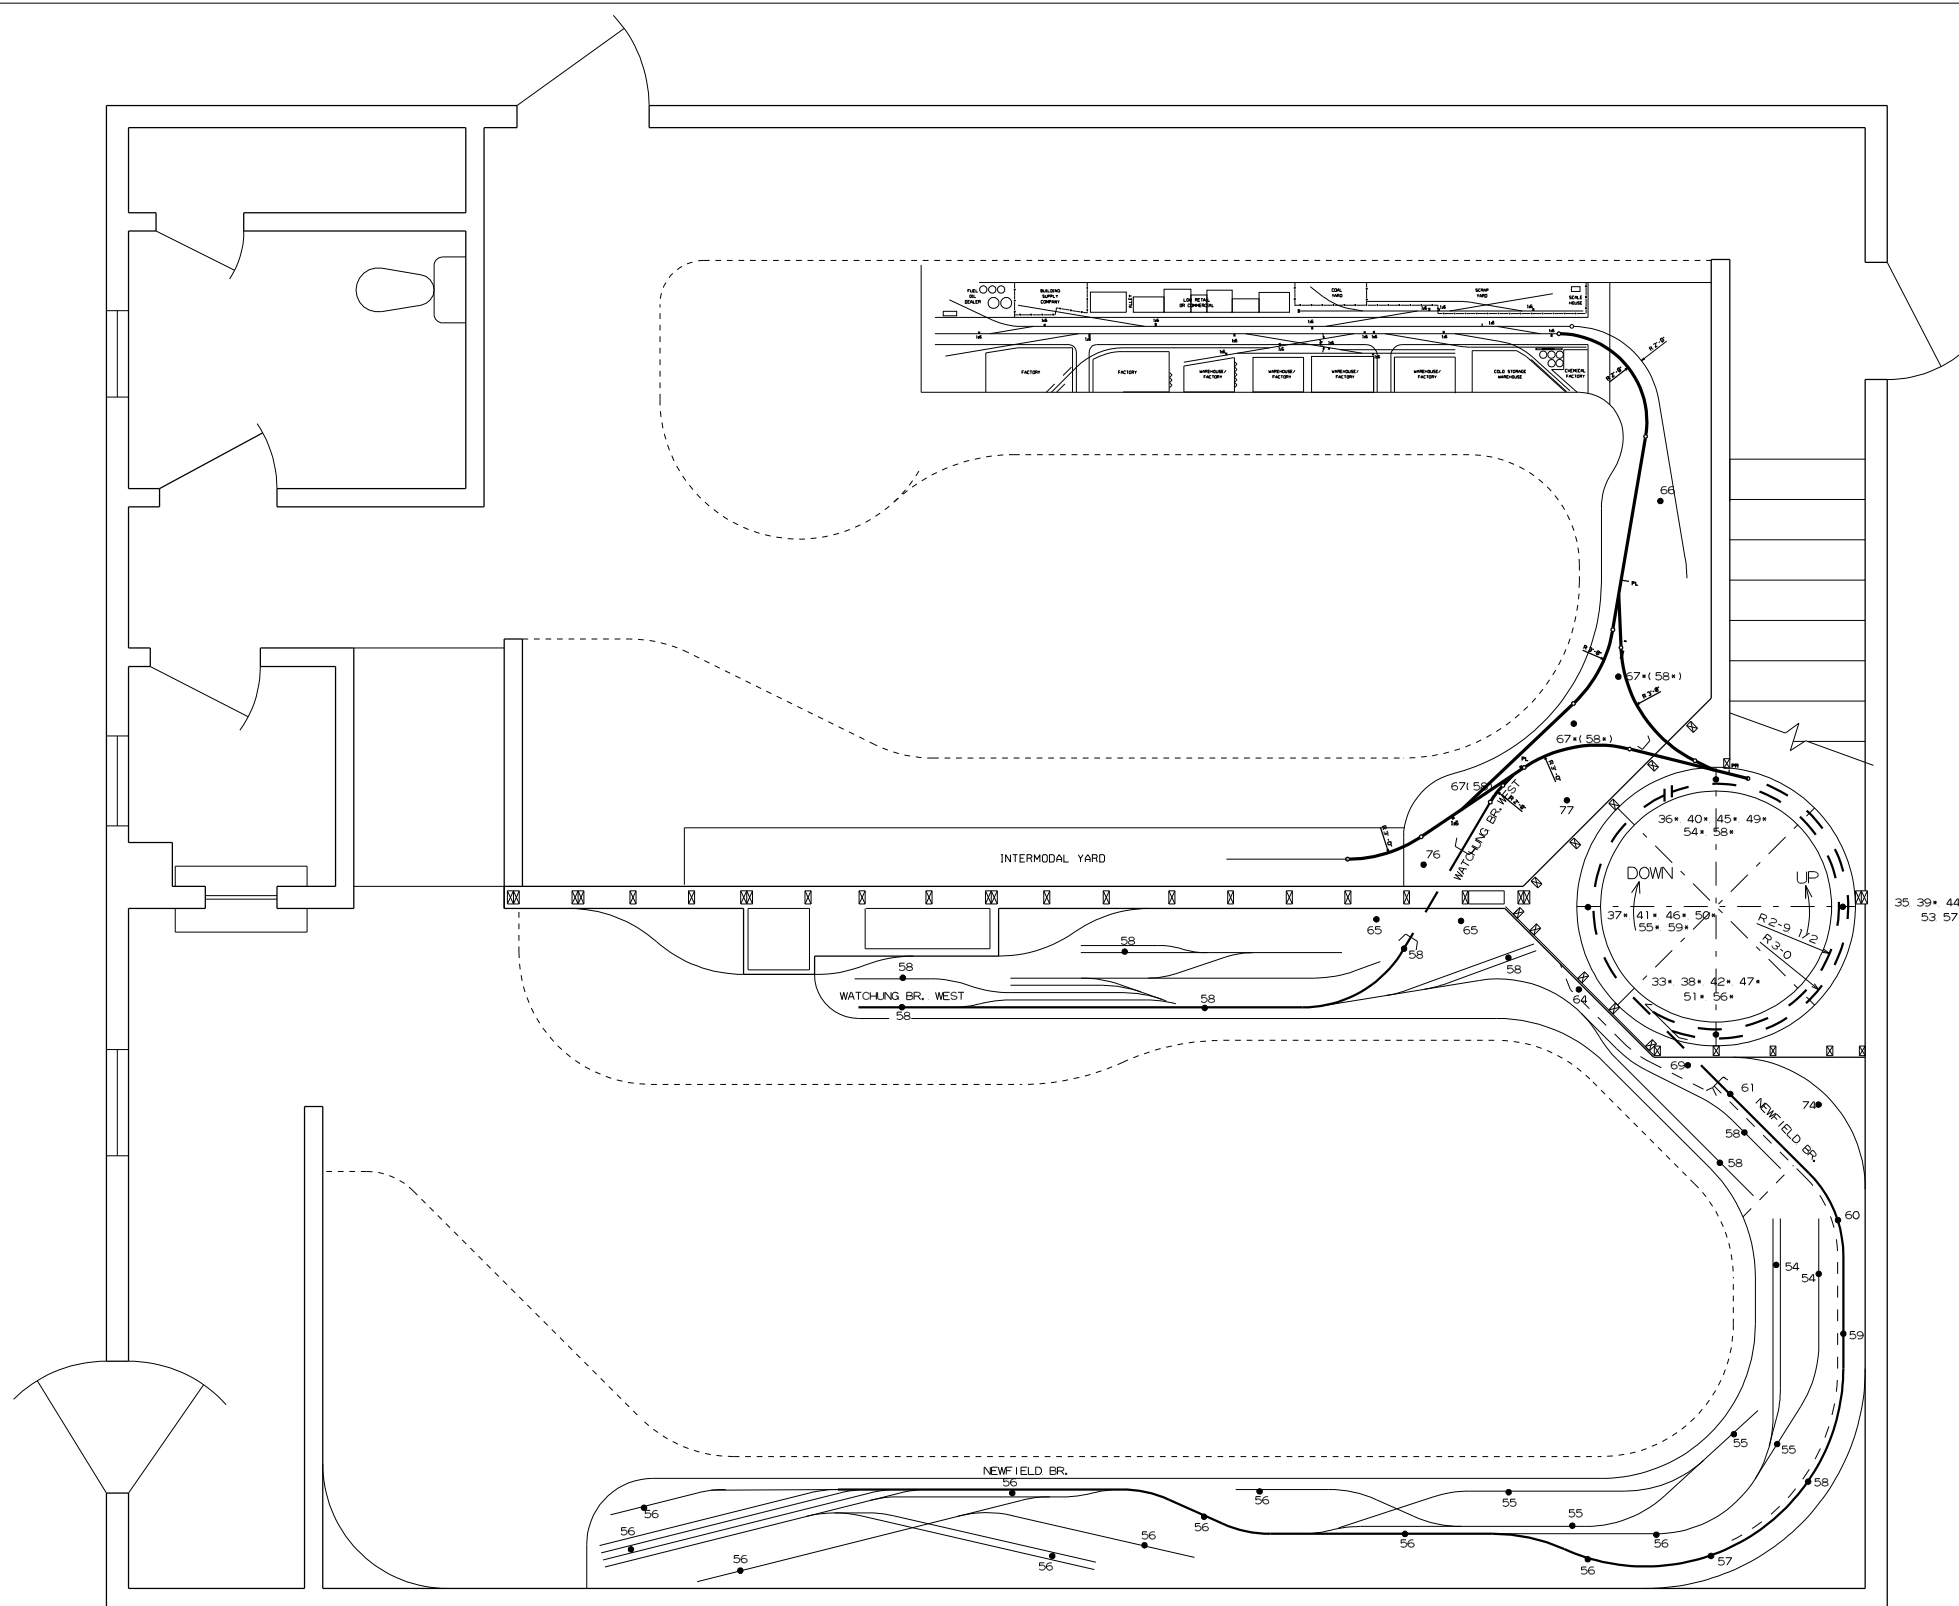 FUEL
OIL
DEALER
BUILDING
SUPPLY
COMPANY
ALLEY
LOW RETAIL
OR COMMERCIAL
COAL
YARD
SCRAP
YARD
SCALE
HOUSE
FACTORY
FACTORY
WAREHOUSE/
FACTORY
WAREHOUSE/
FACTORY
WAREHOUSE/
FACTORY
WAREHOUSE/
FACTORY
COLD STORAGE
WAREHOUSE
CHEMICAL
FACTORY
66
67*(58*)
67*(58*)
77
76
WATCHUNG BR. WEST
INTERMODAL YARD
36* 40* 45* 49*
54* 58*
DOWN
UP
37* 41* 46* 50*
55* 59*
R2-9 1/2
R3-0
33* 38* 42* 47*
51* 56*
35 39* 44
53 57
65
65
58
58
58
58
58
64
WATCHUNG BR. WEST
58
58
69
61
74
NEWFIELD BR.
58
58
60
54
54
59
55
55
58
NEWFIELD BR.
56
56
56
56
56
56
56
56
55
55
56
56
56
57